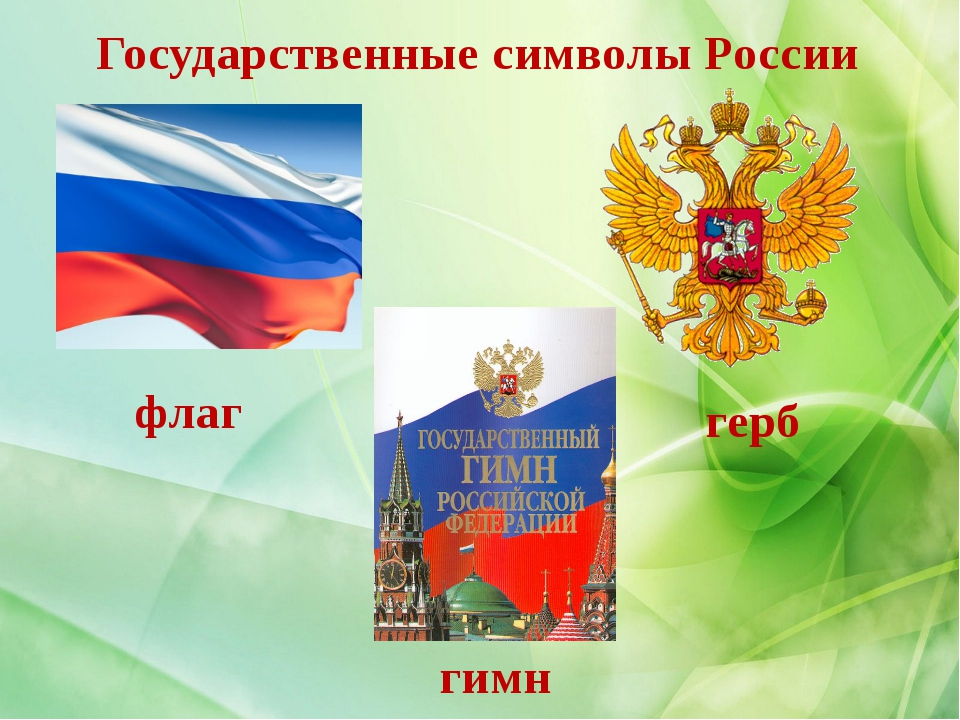 Государственные символы России
флаг
герб
ГОСУДАРСТВЕННЫЙ
ГИМН
РОССИЙСКОЙ
ФЕДЕРАЦИИ
гимн